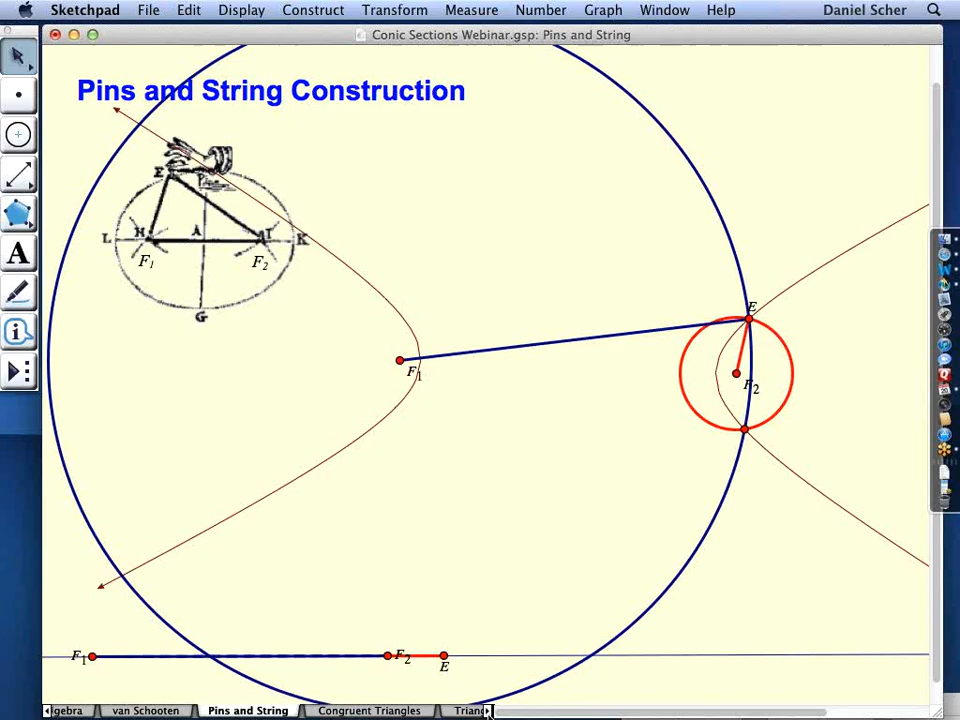 Sketchpad File Edit Display Construct Transform Measure Number Graph Window Help Daniel Scher
Conic Sections Webinar.gsp: Pins and String
Pins and String Construction
E
L H A I K
F1 F2
G
E
F1
F2
A
F1 F2 E
gebra van Schooten Pins and String Congruent Triangles Triang